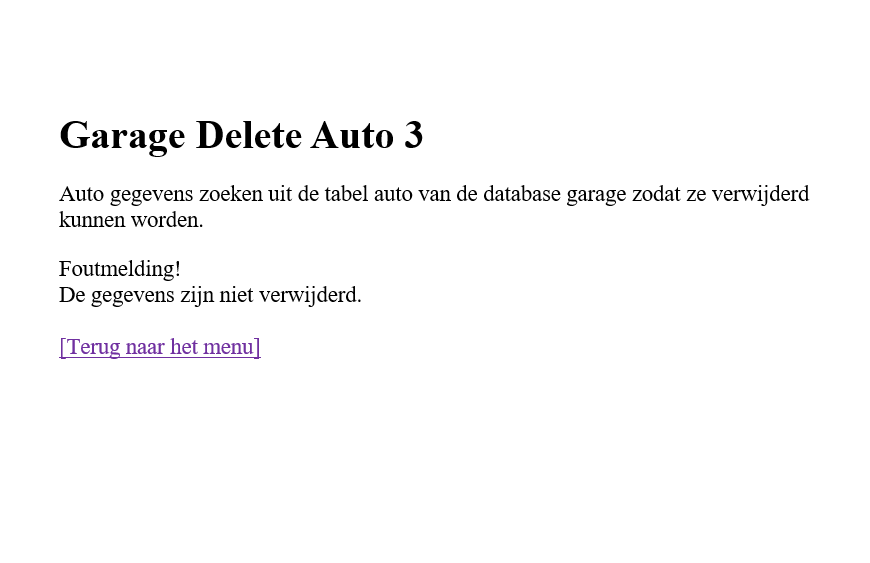 Garage Delete Auto 3
Auto gegevens zoeken uit de tabel auto van de database garage zodat ze verwijderd
kunnen worden.
Foutmelding!
De gegevens zijn niet verwijderd.
[Terug naar het menu]